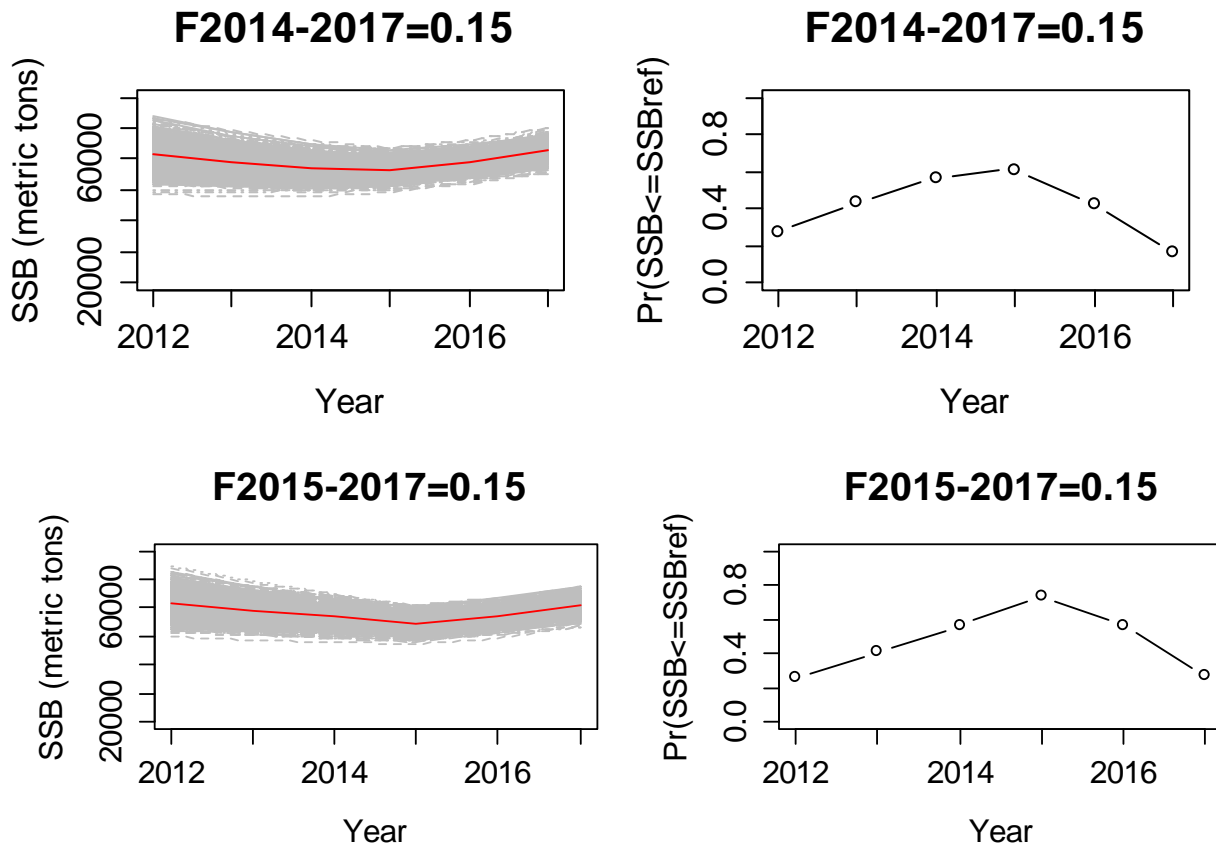 F2014-2017=0.15
SSB (metric tons)
60000
20000
2012 2014 2016
Year
F2014-2017=0.15
Pr(SSB<=SSBref)
0.8
0.4
0.0
2012 2014 2016
Year
F2015-2017=0.15
SSB (metric tons)
60000
20000
2012 2014 2016
Year
F2015-2017=0.15
Pr(SSB<=SSBref)
0.8
0.4
0.0
2012 2014 2016
Year